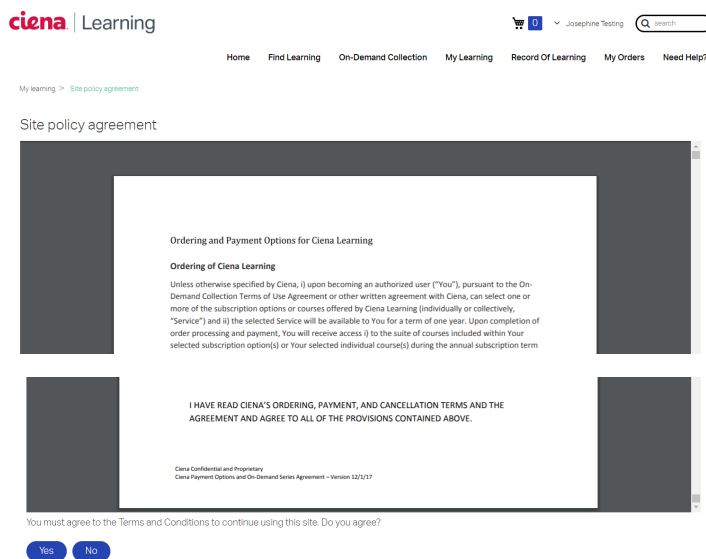 ciena. | Learning
0 Josephine Testing search
Home Find Learning On-Demand Collection My Learning Record Of Learning My Orders Need Help?
My learning > Site policy agreement
Site policy agreement
Ordering and Payment Options for Ciena Learning
Ordering of Ciena Learning
Unless otherwise specified by Ciena, i) upon becoming an authorized user ("You"), pursuant to the On-
Demand Collection Terms of Use Agreement or other written agreement with Ciena, can select one or
more of the subscription options or courses offered by Ciena Learning (individually or collectively,
"Service") and ii) the selected Service will be available to You for a term of one year. Upon completion of
order processing and payment, You will receive access i) to the suite of courses included within Your
selected subscription option(s) or Your selected individual course(s) during the annual subscription term
I HAVE READ CIENA'S ORDERING, PAYMENT, AND CANCELLATION TERMS AND THE
AGREEMENT AND AGREE TO ALL OF THE PROVISIONS CONTAINED ABOVE.
Ciena Confidential and Proprietary
Ciena Payment Options and On-Demand Series Agreement – Version 12/1/17
You must agree to the Terms and Conditions to continue using this site. Do you agree?
Yes No